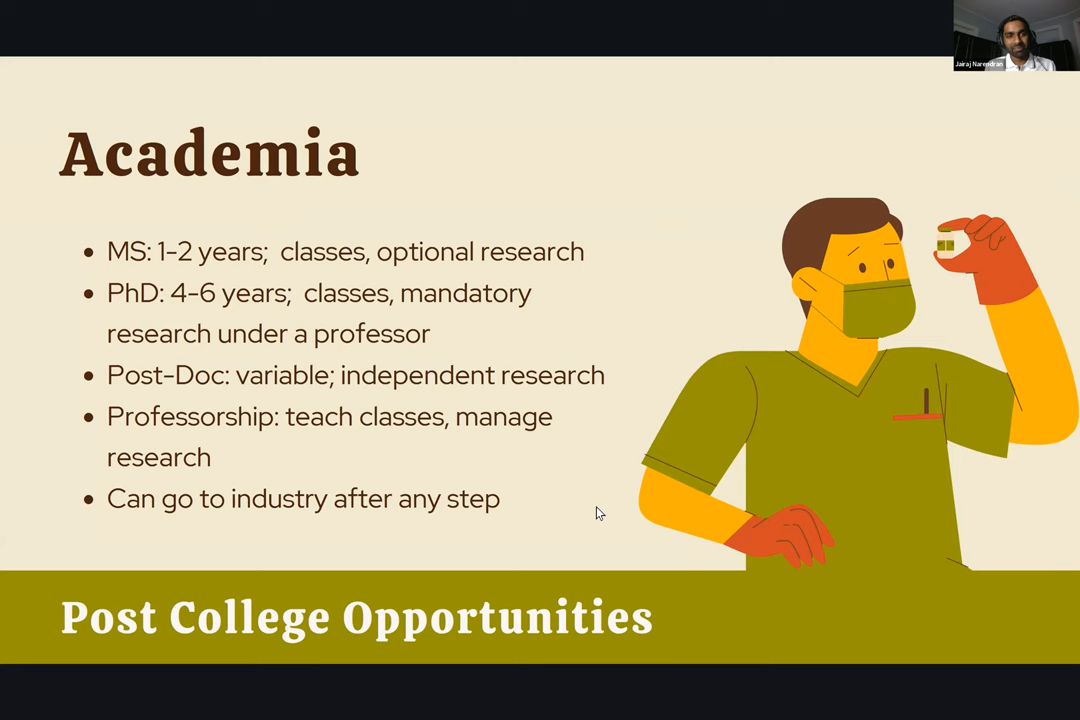 Jairaj Narendran
Academia
• MS: 1-2 years;  classes, optional research
• PhD: 4-6 years;  classes, mandatory
research under a professor
• Post-Doc: variable; independent research
• Professorship: teach classes, manage
research
• Can go to industry after any step
Post College Opportunities